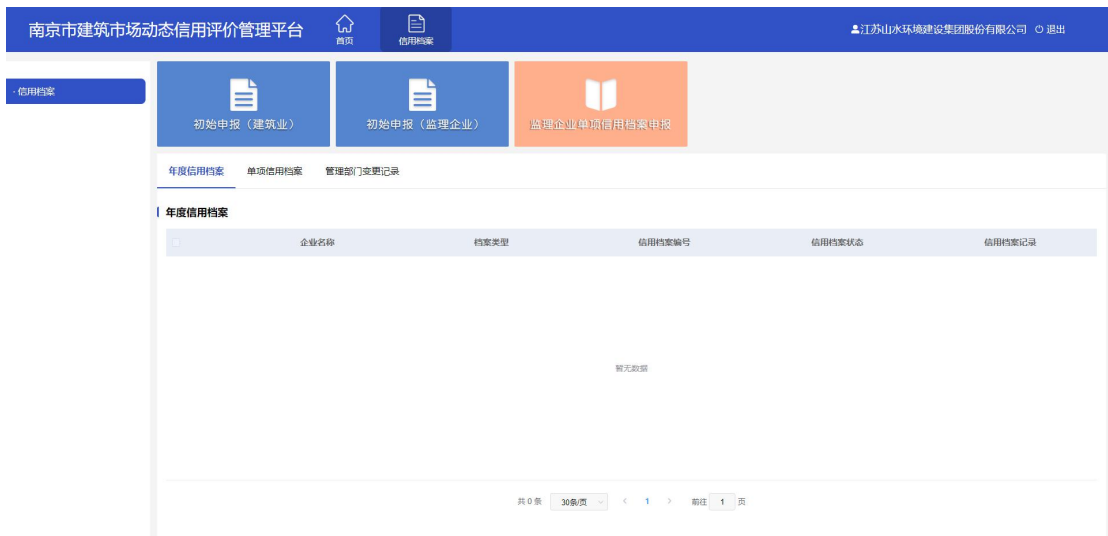 南京市建筑市场动态信用评价管理平台 首页 信用档案 江苏山水环境建设集团股份有限公司 退出
· 信用档案
初始申报（建筑业） 初始申报（监理企业） 监理企业单项信用档案申报
年度信用档案 单项信用档案 管理部门变更记录
年度信用档案
企业名称 档案类型 信用档案编号 信用档案状态 信用档案记录
暂无数据
共 0 条 30条/页 < 1 > 前往 1 页